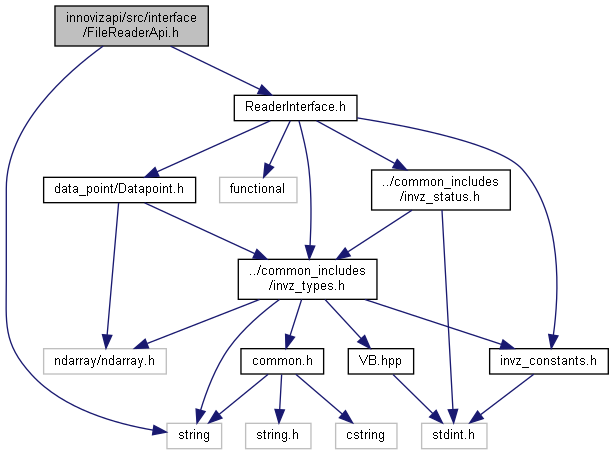 innovizapi/src/interface
/FileReaderApi.h
ReaderInterface.h
data_point/Datapoint.h
functional
../common_includes
/invz_status.h
../common_includes
/invz_types.h
ndarray/ndarray.h
common.h
VB.hpp
invz_constants.h
string
string.h
cstring
stdint.h